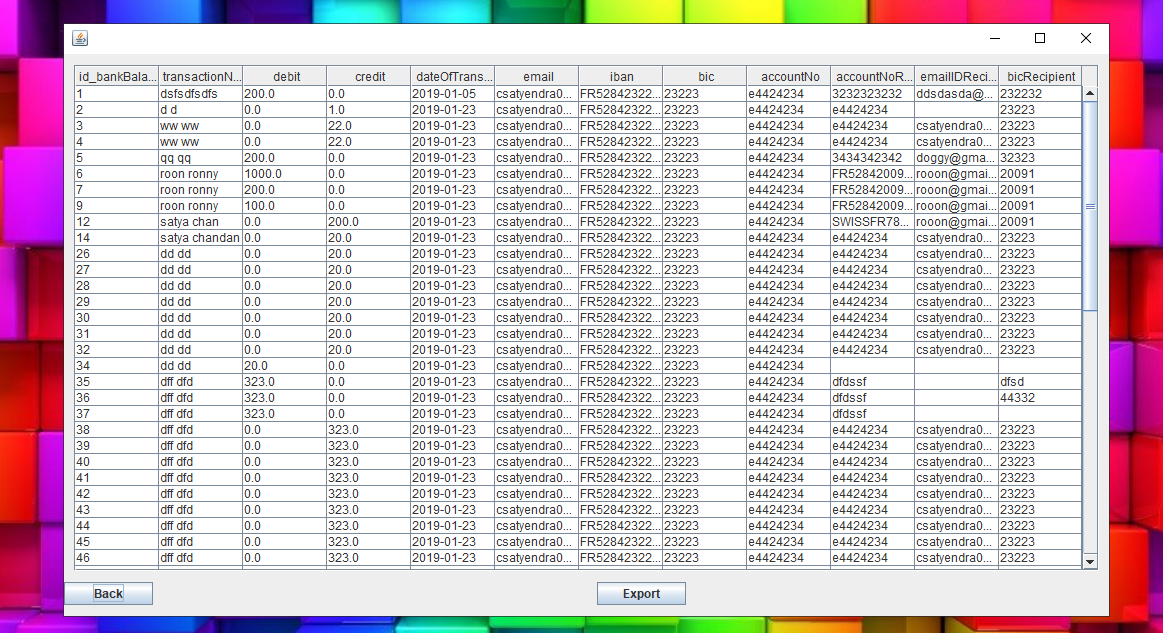 id_bankBala... transactionN... debit credit dateOfTrans... email iban bic accountNo accountNoR... emailIDReci... bicRecipient
1 dsfsdfsdfs 200.0 0.0 2019-01-05 csatyendra0... FR52842322... 23223 e4424234 3232323232 ddsdasda@... 232232
2 d d 0.0 1.0 2019-01-23 csatyendra0... FR52842322... 23223 e4424234 e4424234 23223
3 ww ww 0.0 22.0 2019-01-23 csatyendra0... FR52842322... 23223 e4424234 e4424234 csatyendra0... 23223
4 ww ww 0.0 22.0 2019-01-23 csatyendra0... FR52842322... 23223 e4424234 e4424234 csatyendra0... 23223
5 qq qq 200.0 0.0 2019-01-23 csatyendra0... FR52842322... 23223 e4424234 3434342342 doggy@gma... 32323
6 roon ronny 1000.0 0.0 2019-01-23 csatyendra0... FR52842322... 23223 e4424234 FR52842009... rooon@gmai... 20091
7 roon ronny 200.0 0.0 2019-01-23 csatyendra0... FR52842322... 23223 e4424234 FR52842009... rooon@gmai... 20091
9 roon ronny 100.0 0.0 2019-01-23 csatyendra0... FR52842322... 23223 e4424234 FR52842009... rooon@gmai... 20091
12 satya chan 0.0 200.0 2019-01-23 csatyendra0... FR52842322... 23223 e4424234 SWISSFR78... rooon@gmai... 20091
14 satya chandan 0.0 20.0 2019-01-23 csatyendra0... FR52842322... 23223 e4424234 e4424234 csatyendra0... 23223
26 dd dd 0.0 20.0 2019-01-23 csatyendra0... FR52842322... 23223 e4424234 e4424234 csatyendra0... 23223
27 dd dd 0.0 20.0 2019-01-23 csatyendra0... FR52842322... 23223 e4424234 e4424234 csatyendra0... 23223
28 dd dd 0.0 20.0 2019-01-23 csatyendra0... FR52842322... 23223 e4424234 e4424234 csatyendra0... 23223
29 dd dd 0.0 20.0 2019-01-23 csatyendra0... FR52842322... 23223 e4424234 e4424234 csatyendra0... 23223
30 dd dd 0.0 20.0 2019-01-23 csatyendra0... FR52842322... 23223 e4424234 e4424234 csatyendra0... 23223
31 dd dd 0.0 20.0 2019-01-23 csatyendra0... FR52842322... 23223 e4424234 e4424234 csatyendra0... 23223
32 dd dd 0.0 20.0 2019-01-23 csatyendra0... FR52842322... 23223 e4424234 e4424234 csatyendra0... 23223
34 dd dd 20.0 0.0 2019-01-23 csatyendra0... FR52842322... 23223 e4424234
35 dff dfd 323.0 0.0 2019-01-23 csatyendra0... FR52842322... 23223 e4424234 dfdssf dfsd
36 dff dfd 323.0 0.0 2019-01-23 csatyendra0... FR52842322... 23223 e4424234 dfdssf 44332
37 dff dfd 323.0 0.0 2019-01-23 csatyendra0... FR52842322... 23223 e4424234 dfdssf
38 dff dfd 0.0 323.0 2019-01-23 csatyendra0... FR52842322... 23223 e4424234 e4424234 csatyendra0... 23223
39 dff dfd 0.0 323.0 2019-01-23 csatyendra0... FR52842322... 23223 e4424234 e4424234 csatyendra0... 23223
40 dff dfd 0.0 323.0 2019-01-23 csatyendra0... FR52842322... 23223 e4424234 e4424234 csatyendra0... 23223
41 dff dfd 0.0 323.0 2019-01-23 csatyendra0... FR52842322... 23223 e4424234 e4424234 csatyendra0... 23223
42 dff dfd 0.0 323.0 2019-01-23 csatyendra0... FR52842322... 23223 e4424234 e4424234 csatyendra0... 23223
43 dff dfd 0.0 323.0 2019-01-23 csatyendra0... FR52842322... 23223 e4424234 e4424234 csatyendra0... 23223
44 dff dfd 0.0 323.0 2019-01-23 csatyendra0... FR52842322... 23223 e4424234 e4424234 csatyendra0... 23223
45 dff dfd 0.0 323.0 2019-01-23 csatyendra0... FR52842322... 23223 e4424234 e4424234 csatyendra0... 23223
46 dff dfd 0.0 323.0 2019-01-23 csatyendra0... FR52842322... 23223 e4424234 e4424234 csatyendra0... 23223
Back Export